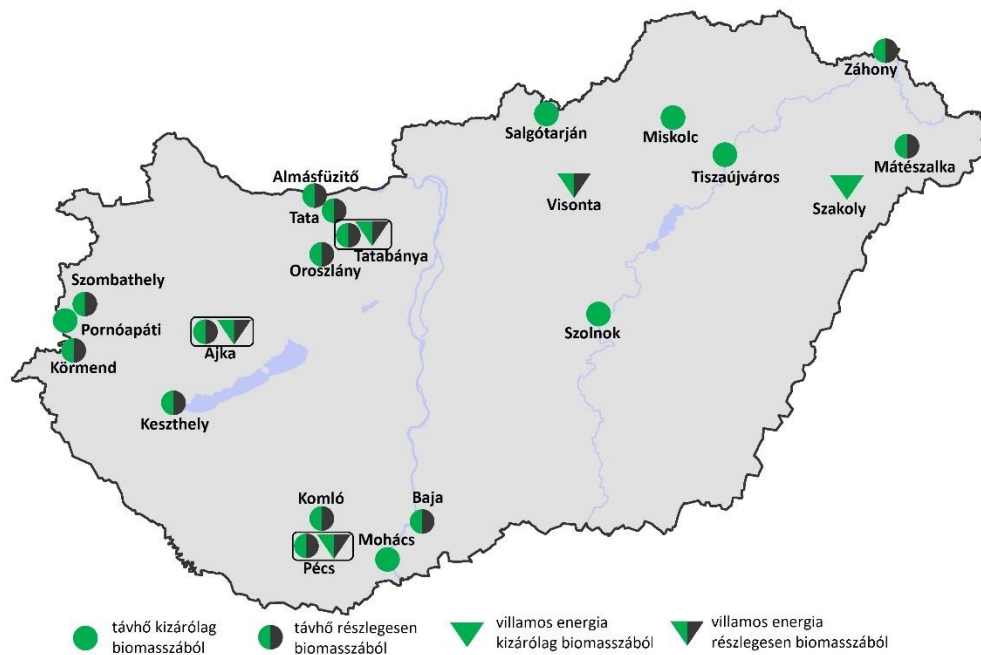 Záhony
Salgótarján
Miskolc
Tiszaújváros
Mátészalka
Almásfüzitő
Visonta
Szakoly
Tata
Tatabánya
Oroszlány
Szombathely
Pornóapáti
Szolnok
Ajka
Körmend
Keszthely
Komló
Baja
Mohács
Pécs
távhő kizárólag
biomasszából
távhő részlegesen
biomasszából
villamos energia
kizárólag biomasszából
villamos energia
részlegesen biomasszából